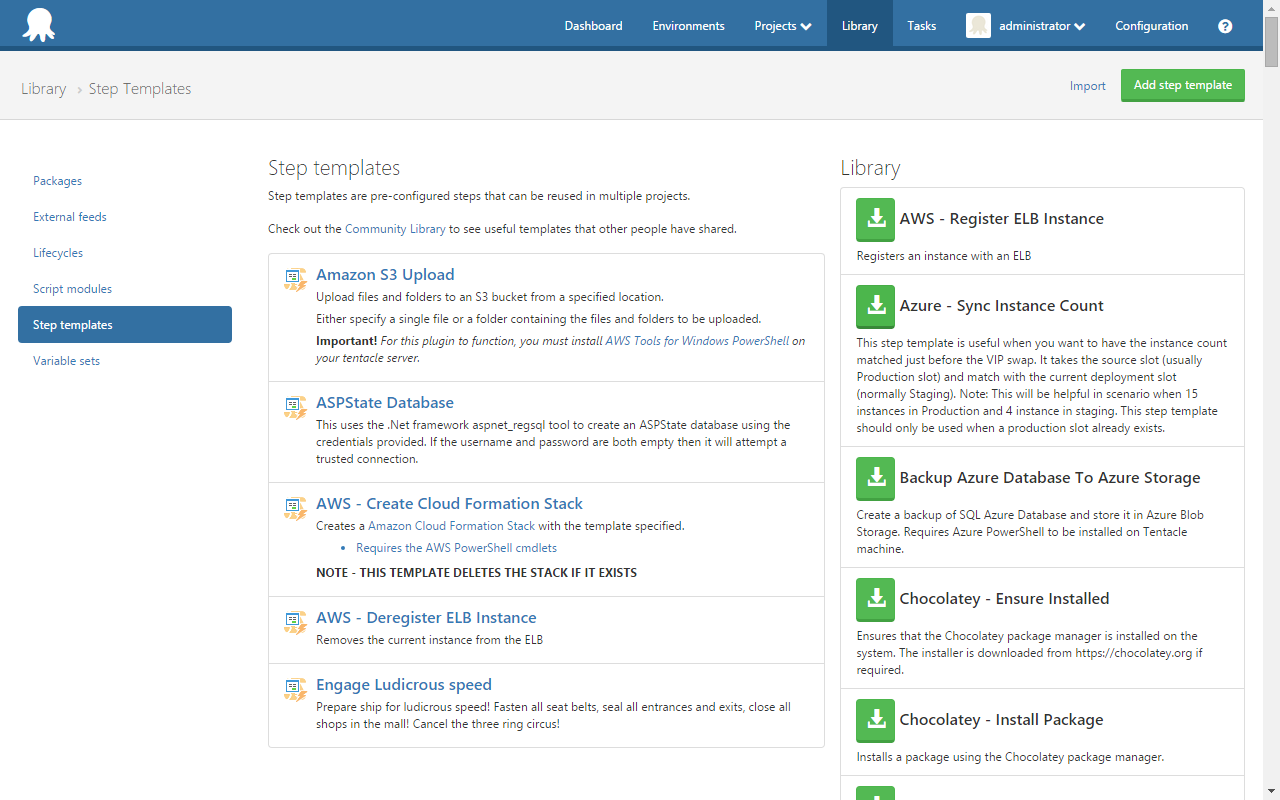 Dashboard Environments Projects Library Tasks administrator Configuration ?
Library › Step Templates
Import Add step template
Packages
External feeds
Lifecycles
Script modules
Step templates
Variable sets
Step templates
Step templates are pre-configured steps that can be reused in multiple projects.
Check out the Community Library to see useful templates that other people have shared.
Amazon S3 Upload
Upload files and folders to an S3 bucket from a specified location.
Either specify a single file or a folder containing the files and folders to be uploaded.
Important! For this plugin to function, you must install AWS Tools for Windows PowerShell on
your tentacle server.
ASPState Database
This uses the .Net framework aspnet_regsql tool to create an ASPState database using the
credentials provided. If the username and password are both empty then it will attempt a
trusted connection.
AWS - Create Cloud Formation Stack
Creates a Amazon Cloud Formation Stack with the template specified.
• Requires the AWS PowerShell cmdlets
NOTE - THIS TEMPLATE DELETES THE STACK IF IT EXISTS
AWS - Deregister ELB Instance
Removes the current instance from the ELB
Engage Ludicrous speed
Prepare ship for ludicrous speed! Fasten all seat belts, seal all entrances and exits, close all
shops in the mall! Cancel the three ring circus!
Library
AWS - Register ELB Instance
Registers an instance with an ELB
Azure - Sync Instance Count
This step template is useful when you want to have the instance count
matched just before the VIP swap. It takes the source slot (usually
Production slot) and match with the current deployment slot
(normally Staging). Note: This will be helpful in scenario when 15
instances in Production and 4 instance in staging. This step template
should only be used when a production slot already exists.
Backup Azure Database To Azure Storage
Create a backup of SQL Azure Database and store it in Azure Blob
Storage. Requires Azure PowerShell to be installed on Tentacle
machine.
Chocolatey - Ensure Installed
Ensures that the Chocolatey package manager is installed on the
system. The installer is downloaded from https://chocolatey.org if
required.
Chocolatey - Install Package
Installs a package using the Chocolatey package manager.